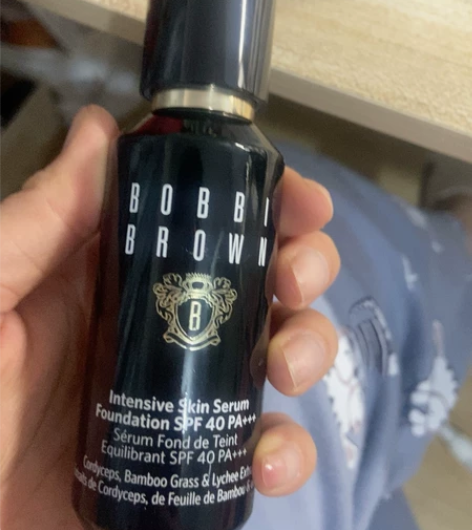 BOBBI
BROWN
B
Intensive Skin Serum
Foundation SPF 40 PA+++
Sérum Fond de Teint
Equilibrant SPF 40 PA+++
Cordyceps, Bamboo Grass & Lychee
de Cordyceps, de Feuille de Bambou &